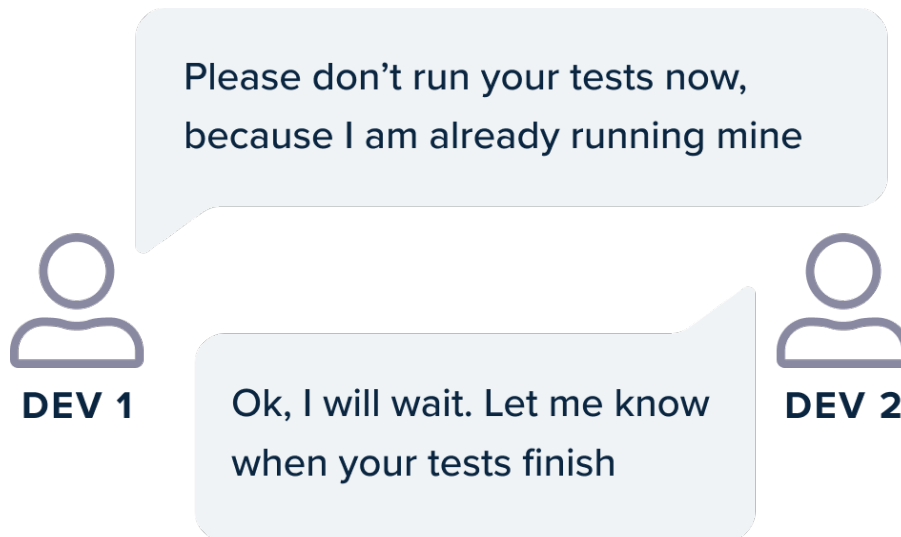 Please don’t run your tests now,
because I am already running mine
DEV 1
Ok, I will wait. Let me know
when your tests finish
DEV 2